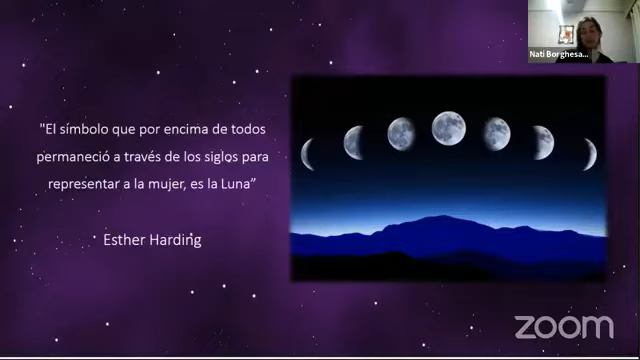 Nati Borghesa...
"El símbolo que por encima de todos
permaneció a través de los siglos para
representar a la mujer, es la Luna”
Esther Harding
zoom